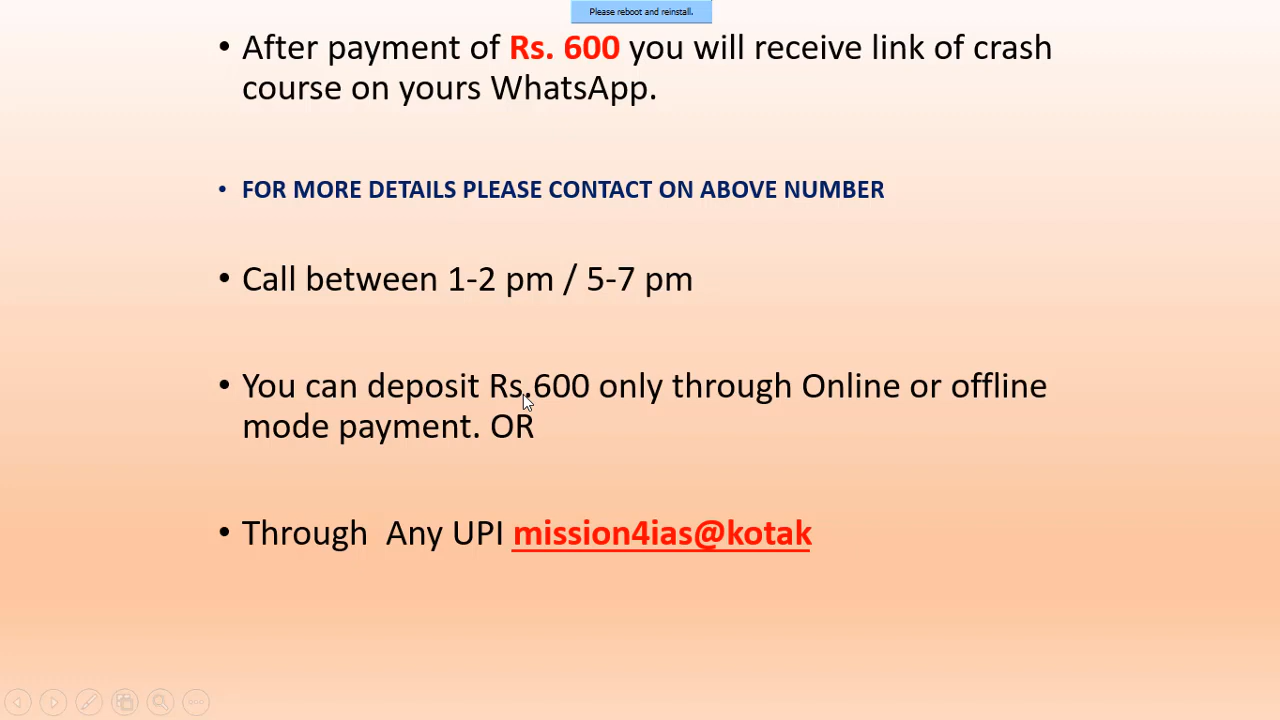 Please reboot and reinstall.
• After payment of Rs. 600 you will receive link of crash
course on yours WhatsApp.
• FOR MORE DETAILS PLEASE CONTACT ON ABOVE NUMBER
• Call between 1-2 pm / 5-7 pm
• You can deposit Rs.600 only through Online or offline
mode payment. OR
• Through  Any UPI mission4ias@kotak